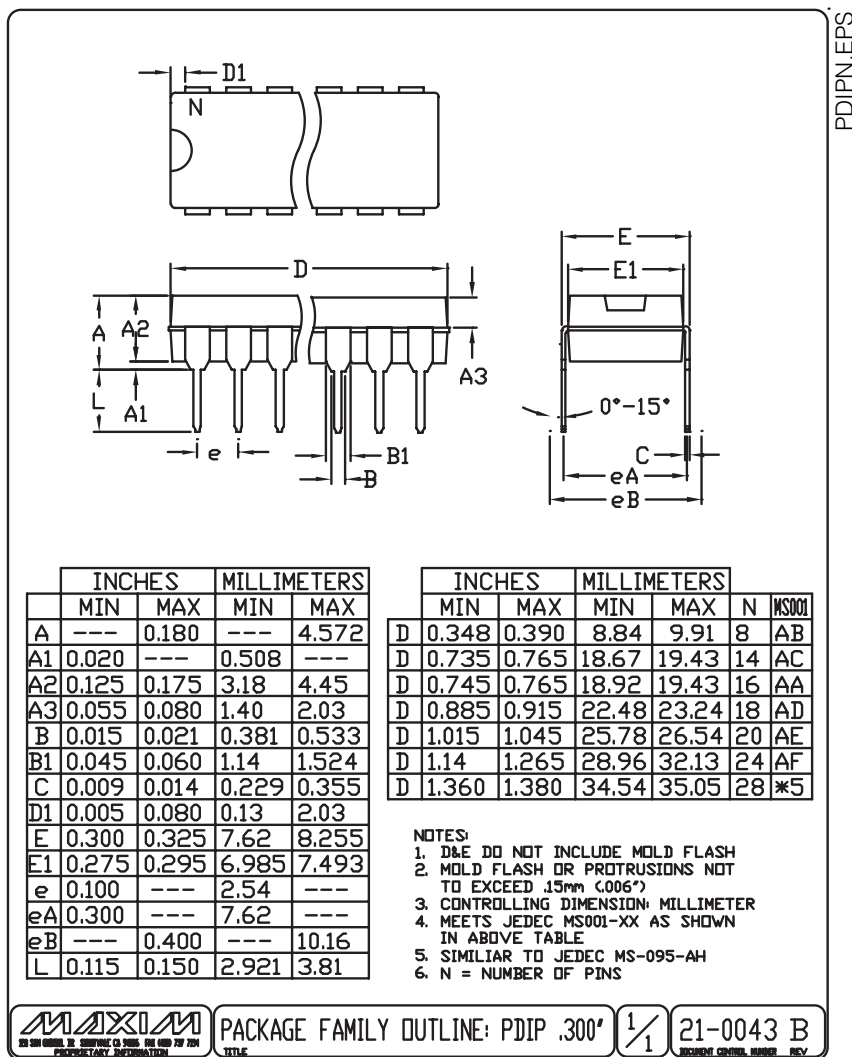 PDIPN.EPS
D1
N
E
E1
D
A
A2
A3
L
A1
0°-15°
e
B1
B
C
eA
eB
INCHES MILLIMETERS
MIN MAX MIN MAX
A --- 0.180 --- 4.572
A1 0.020 --- 0.508 ---
A2 0.125 0.175 3.18 4.45
A3 0.055 0.080 1.40 2.03
B 0.015 0.021 0.381 0.533
B1 0.045 0.060 1.14 1.524
C 0.009 0.014 0.229 0.355
D1 0.005 0.080 0.13 2.03
E 0.300 0.325 7.62 8.255
E1 0.275 0.295 6.985 7.493
e 0.100 --- 2.54 ---
eA 0.300 --- 7.62 ---
eB --- 0.400 --- 10.16
L 0.115 0.150 2.921 3.81
INCHES MILLIMETERS
MIN MAX MIN MAX N MS001
D 0.348 0.390 8.84 9.91 8 AB
D 0.735 0.765 18.67 19.43 14 AC
D 0.745 0.765 18.92 19.43 16 AA
D 0.885 0.915 22.48 23.24 18 AD
D 1.015 1.045 25.78 26.54 20 AE
D 1.14 1.265 28.96 32.13 24 AF
D 1.360 1.380 34.54 35.05 28 *5
NOTES:
1. D&E DO NOT INCLUDE MOLD FLASH
2. MOLD FLASH OR PROTRUSIONS NOT
TO EXCEED .15mm (.006")
3. CONTROLLING DIMENSION: MILLIMETER
4. MEETS JEDEC MS001-XX AS SHOWN
IN ABOVE TABLE
5. SIMILIAR TO JEDEC MS-095-AH
6. N = NUMBER OF PINS
MAXIM
PROPRIETARY INFORMATION
PACKAGE FAMILY OUTLINE: PDIP .300"
TITLE
1/1
21-0043 B
DOCUMENT CONTROL NUMBER REV